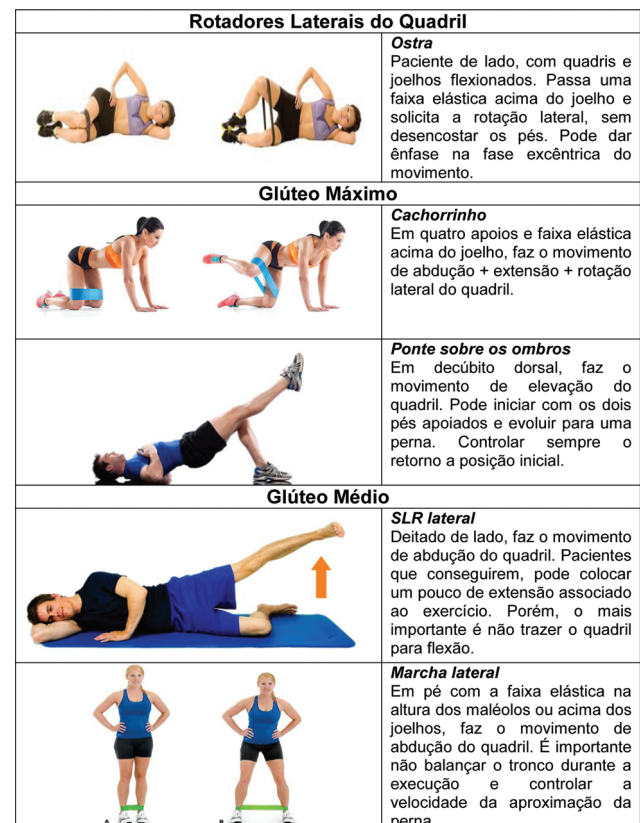 Rotadores Laterais do Quadril
Ostra
Paciente de lado, com quadris e
joelhos flexionados. Passa uma
faixa elástica acima do joelho e
solicita a rotação lateral, sem
desencostar os pés. Pode dar
ênfase na fase excêntrica do
movimento.
Glúteo Máximo
Cachorrinho
Em quatro apoios e faixa elástica
acima do joelho, faz o movimento
de abdução + extensão + rotação
lateral do quadril.
Ponte sobre os ombros
Em decúbito dorsal, faz o
movimento de elevação do
quadril. Pode iniciar com os dois
pés apoiados e evoluir para uma
perna. Controlar sempre o
retorno a posição inicial.
Glúteo Médio
SLR lateral
Deitado de lado, faz o movimento
de abdução do quadril. Pacientes
que conseguirem, pode colocar
um pouco de extensão associado
ao exercício. Porém, o mais
importante é não trazer o quadril
para flexão.
Marcha lateral
Em pé com a faixa elástica na
altura dos maléolos ou acima dos
joelhos, faz o movimento de
abdução do quadril. É importante
não balançar o tronco durante a
execução e controlar a
velocidade da aproximação da
perna